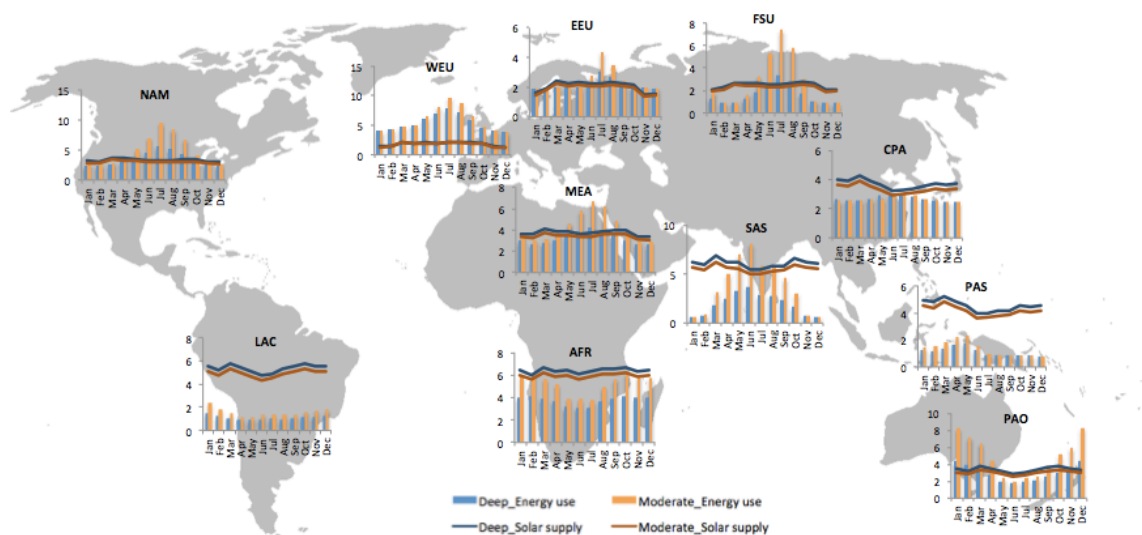 NAM
15
10
5
0
Jan Feb Mar Apr May Jun Jul Aug Sep Oct Nov Dec
WEU
15
10
5
0
Jan Feb Mar Apr May Jun Jul Aug Sep Oct Nov Dec
EEU
6
4
2
0
Jan Feb Mar Apr May Jun Jul Aug Sep Oct Nov Dec
FSU
8
6
4
2
0
Jan Feb Mar Apr May Jun Jul Aug Sep Oct Nov Dec
CPA
6
4
2
0
Jan Feb Mar Apr May Jun Jul Aug Sep Oct Nov Dec
MEA
8
6
4
2
0
Jan Feb Mar Apr May Jun Jul Aug Sep Oct Nov Dec
SAS
10
5
0
Jan Feb Mar Apr May Jun Jul Aug Sep Oct Nov Dec
PAS
6
4
2
0
Jan Feb Mar Apr May Jun Jul Aug Sep Oct Nov Dec
LAC
8
6
4
2
0
Jan Feb Mar Apr May Jun Jul Aug Sep Oct Nov Dec
AFR
8
6
4
2
0
Jan Feb Mar Apr May Jun Jul Aug Sep Oct Nov Dec
PAO
10
8
6
4
2
0
Jan Feb Mar Apr May Jun Jul Aug Sep Oct Nov Dec
Deep_Energy use Moderate_Energy use
Deep_Solar supply Moderate_Solar supply